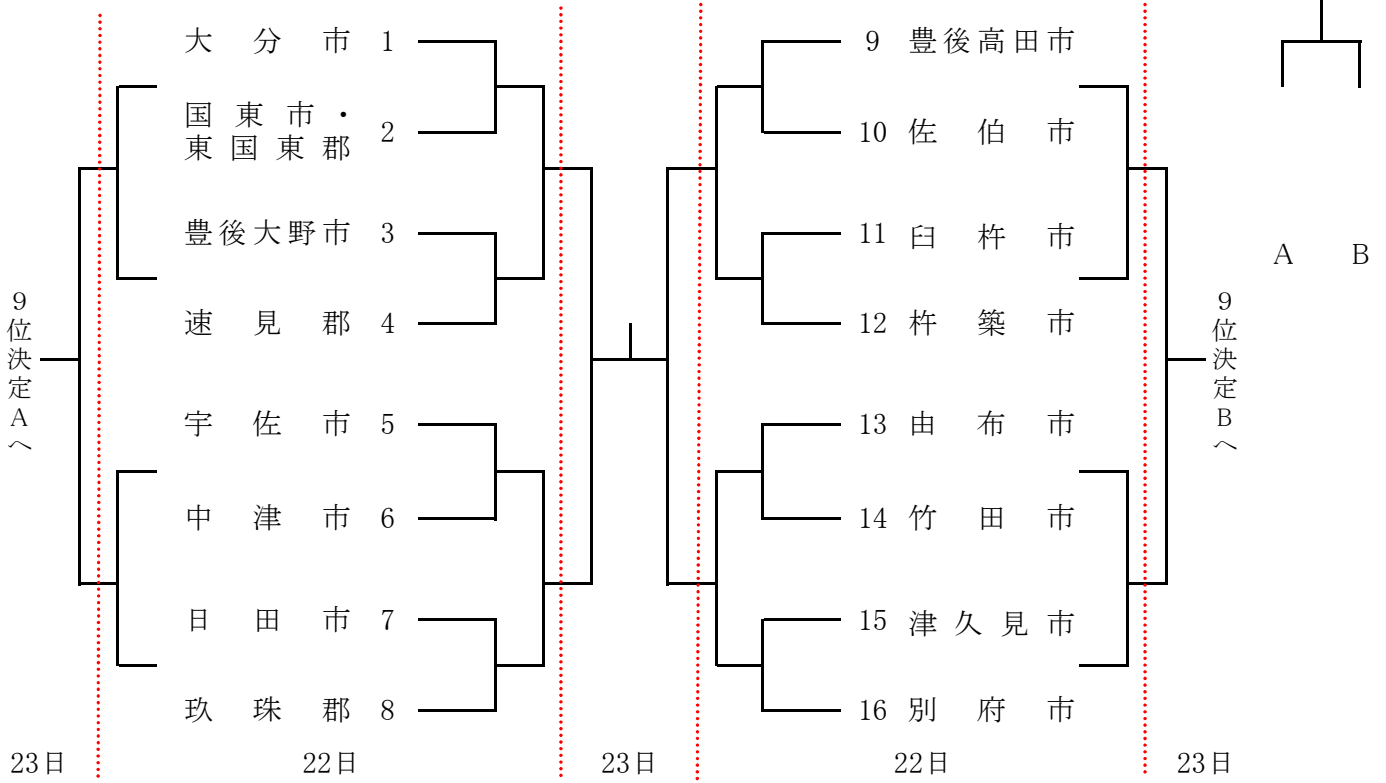 大分市 1
国東市・
東国東郡 2
豊後大野市 3
速見郡 4
宇佐市 5
中津市 6
日田市 7
玖珠郡 8
9 豊後高田市
10 佐伯市
11 臼杵市
12 杵築市
13 由布市
14 竹田市
15 津久見市
16 別府市
9位決定Aへ
9位決定Bへ
A B
23日 22日 23日 22日 23日